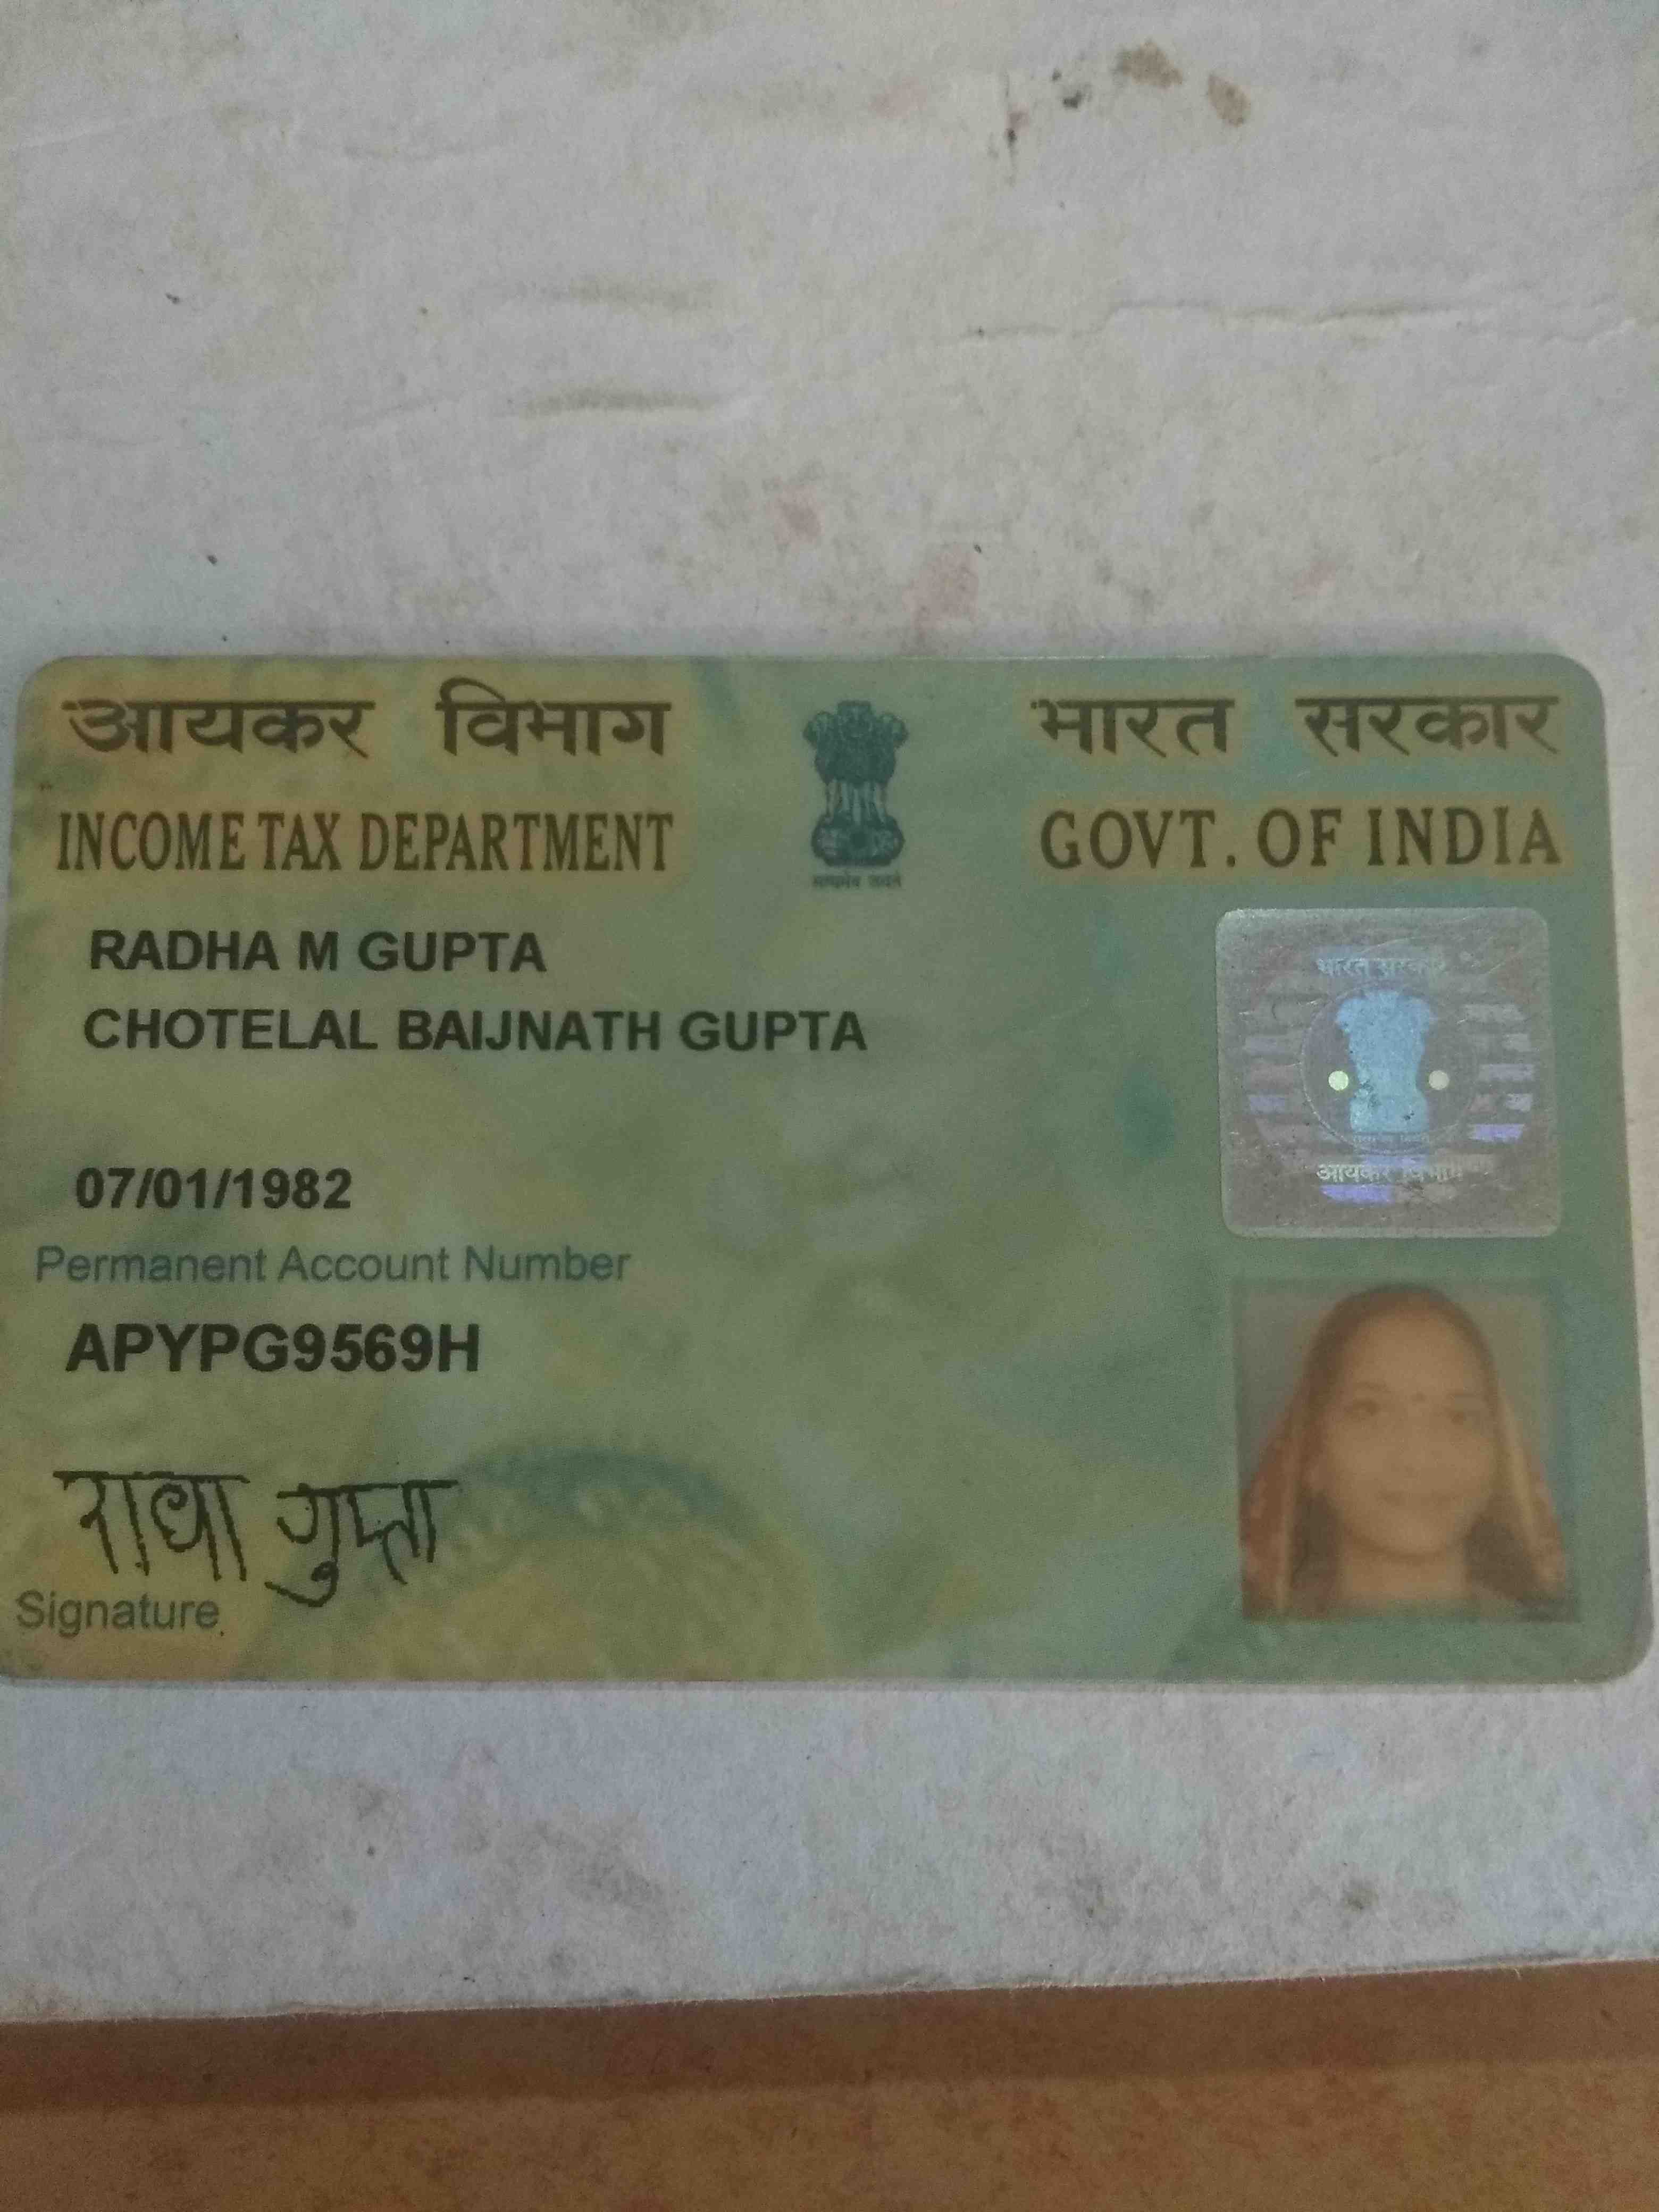 आयकर विभाग
भारत सरकार
INCOME TAX DEPARTMENT
GOVT. OF INDIA
सत्यमेव जयते
RADHA M GUPTA
CHOTELAL BAIJNATH GUPTA
भारत सरकार
आयकर विभाग
07/01/1982
Permanent Account Number
APYPG9569H
राधा गुप्ता
Signature